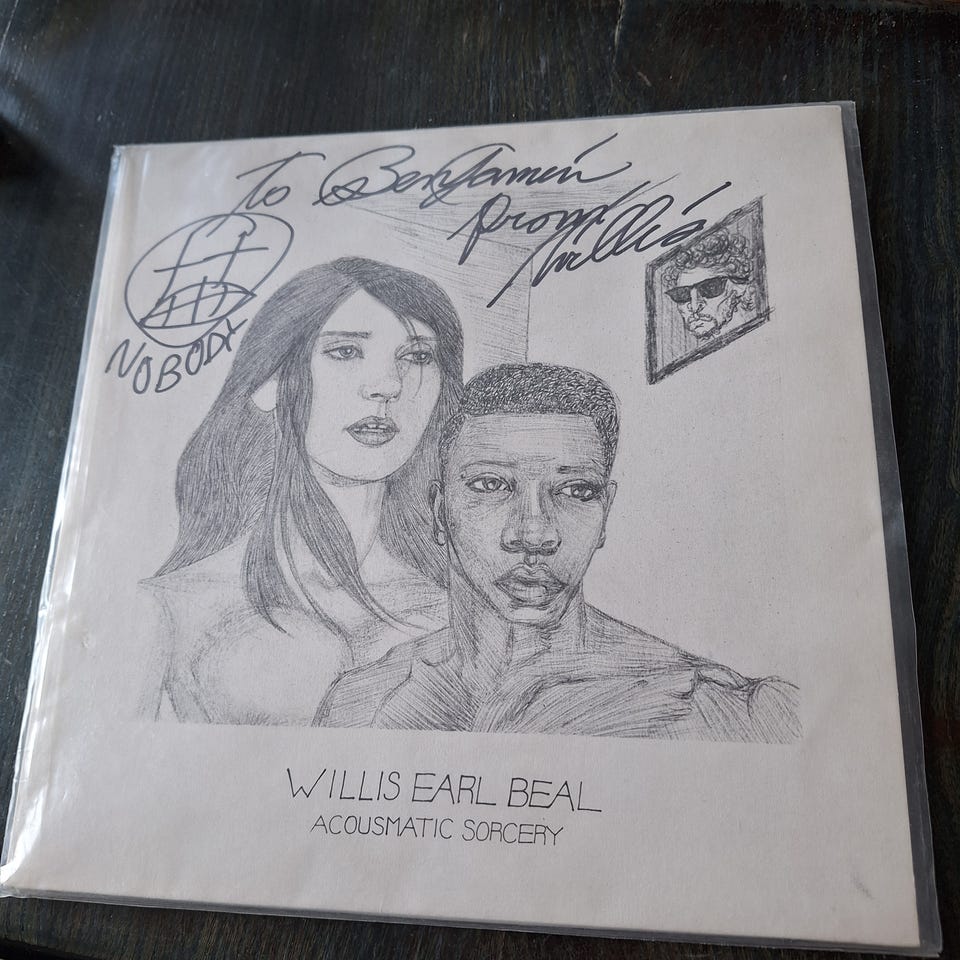 To Benjamin
From Willis
NOBODY
WILLIS EARL BEAL
ACOUSMATIC SORCERY